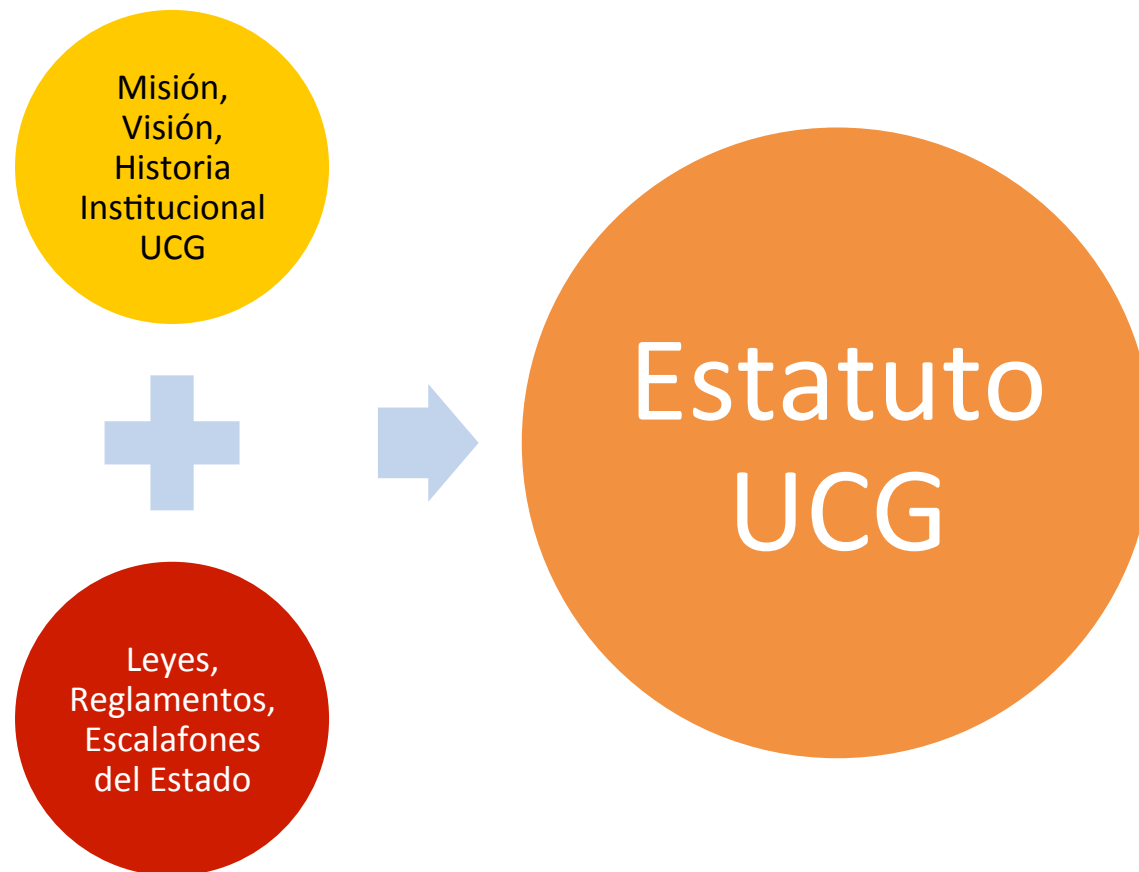 Misión,
Visión,
Historia
Institucional
UCG
Leyes,
Reglamentos,
Escalafones
del Estado
Estatuto
UCG